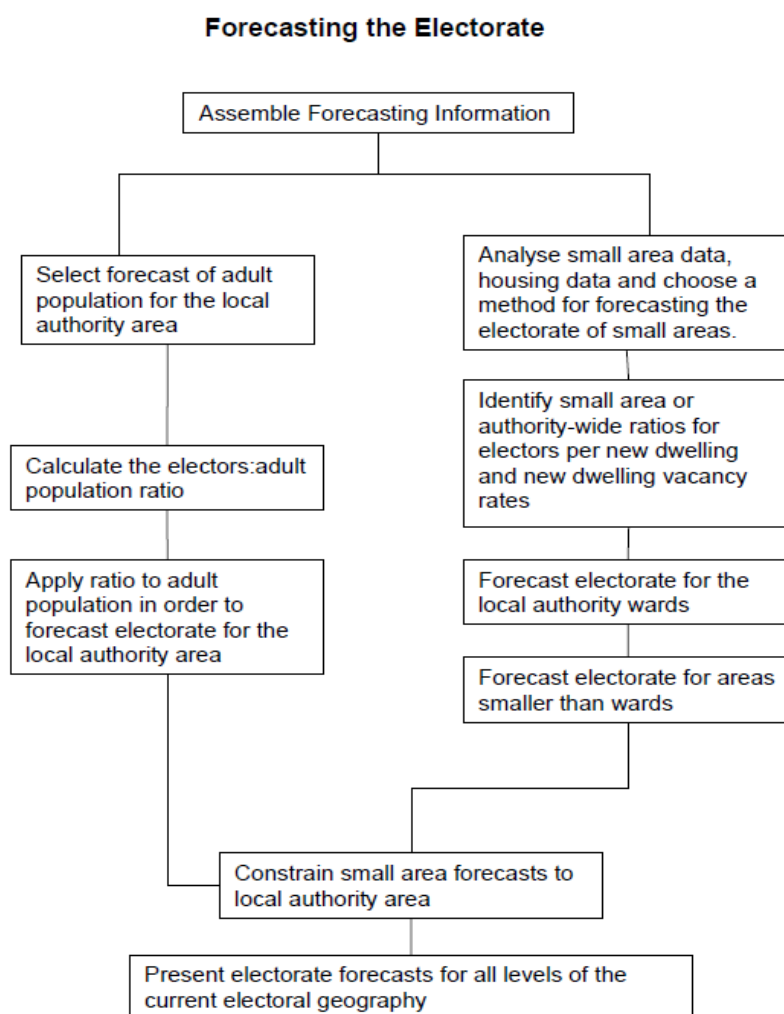 Forecasting the Electorate
Assemble Forecasting Information
Select forecast of adult
population for the local
authority area
Calculate the electors:adult
population ratio
Apply ratio to adult
population in order to
forecast electorate for the
local authority area
Analyse small area data,
housing data and choose a
method for forecasting the
electorate of small areas.
Identify small area or
authority-wide ratios for
electors per new dwelling
and new dwelling vacancy
rates
Forecast electorate for the
local authority wards
Forecast electorate for areas
smaller than wards
Constrain small area forecasts to
local authority area
Present electorate forecasts for all levels of the
current electoral geography